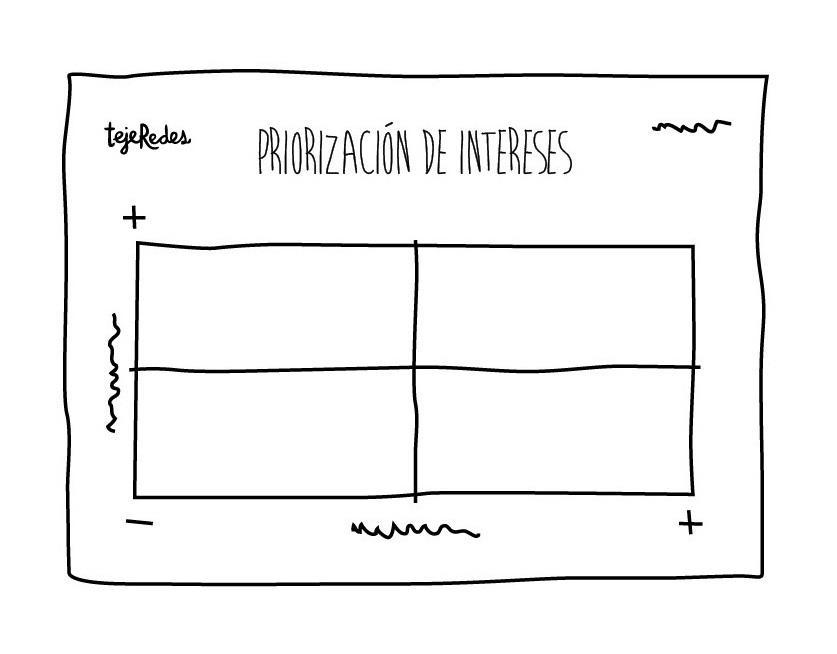 tejeRedes
PRIORIZACIÓN DE INTERESES
+
— +